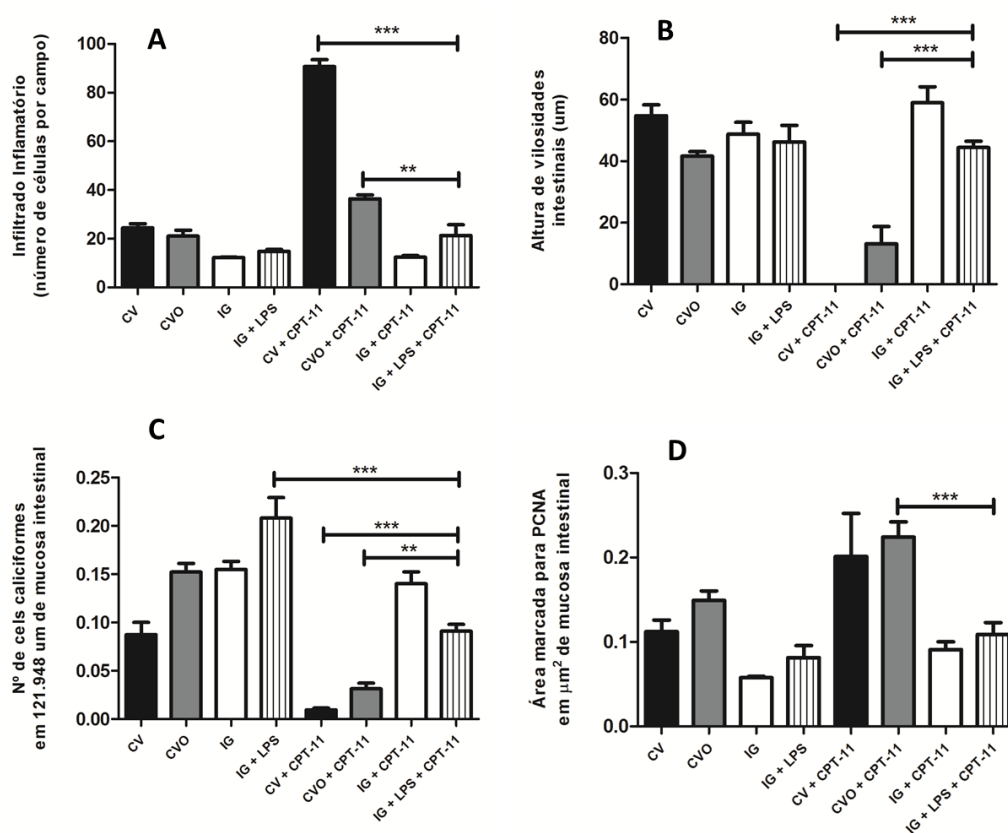 A
Infiltrado Inflamatório
(número de células por campo)
100
80
60
40
20
0
***
**
CV
CVO
IG
IG + LPS
CV + CPT-11
CVO + CPT-11
IG + CPT-11
IG + LPS + CPT-11
B
Altura de vilosidades
intestinais (um)
80
60
40
20
0
***
***
CV
CVO
IG
IG + LPS
CV + CPT-11
CVO + CPT-11
IG + CPT-11
IG + LPS + CPT-11
C
Nº de cels caliciformes
em 121.948 um de mucosa intestinal
0.25
0.20
0.15
0.10
0.05
0.00
***
***
**
CV
CVO
IG
IG + LPS
CV + CPT-11
CVO + CPT-11
IG + CPT-11
IG + LPS + CPT-11
D
Área marcada para PCNA
em µm² de mucosa intestinal
0.3
0.2
0.1
0.0
***
CV
CVO
IG
IG + LPS
CV + CPT-11
CVO + CPT-11
IG + CPT-11
IG + LPS + CPT-11